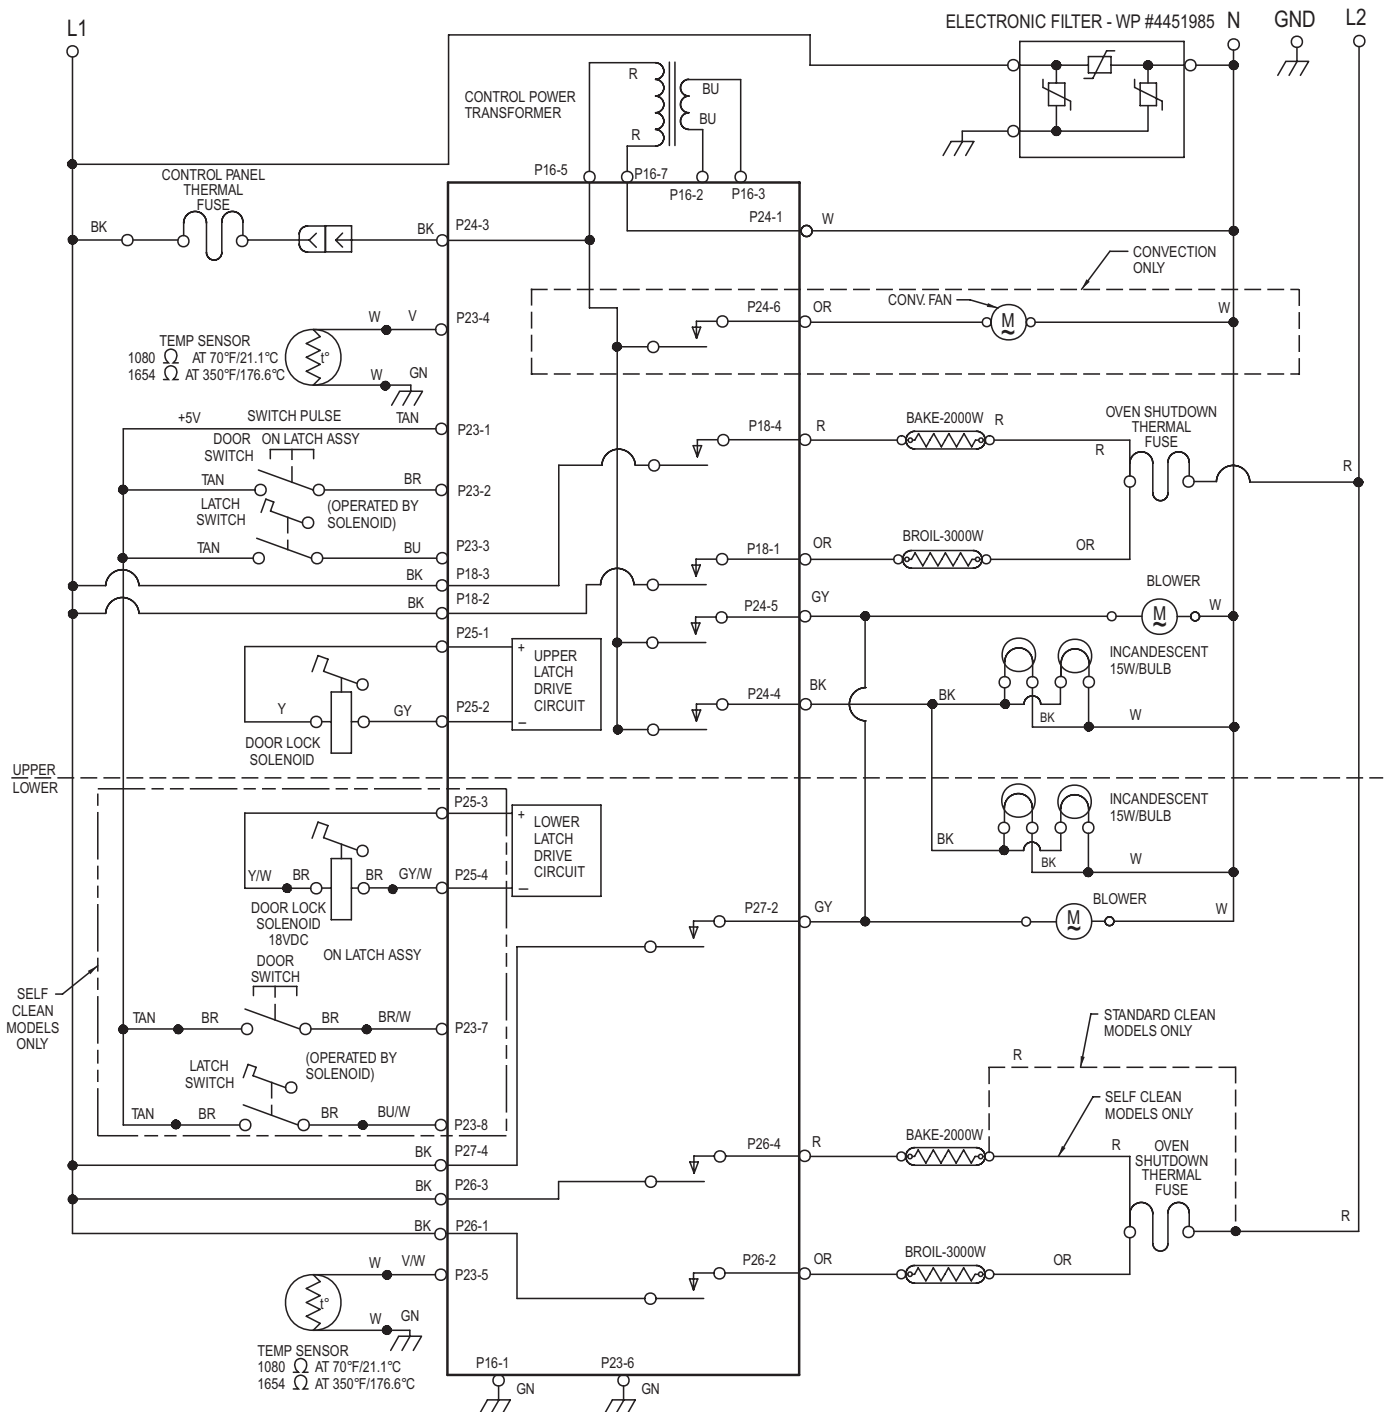 L1
ELECTRONIC FILTER - WP #4451985
N
GND
L2
CONTROL POWER
TRANSFORMER
R
BU
BU
R
P16-5
P16-7
P16-2
P16-3
CONTROL PANEL
THERMAL
FUSE
BK
BK
P24-3
P24-1
W
CONVECTION
ONLY
P24-6
OR
CONV. FAN
M
~
W
W
V
P23-4
TEMP SENSOR
1080 Ω AT 70°F/21.1°C
1654 Ω AT 350°F/176.6°C
t°
W
GN
+5V
SWITCH PULSE
TAN
P23-1
DOOR
SWITCH
ON LATCH ASSY
TAN
BR
P23-2
LATCH
SWITCH
(OPERATED BY
SOLENOID)
TAN
BU
P23-3
BK
P18-3
BK
P18-2
P18-4
R
BAKE-2000W
R
OVEN SHUTDOWN
THERMAL
FUSE
R
R
P18-1
OR
BROIL-3000W
OR
P24-5
GY
BLOWER
M
~
W
P25-1
+
UPPER
LATCH
DRIVE
CIRCUIT
–
Y
GY
P25-2
DOOR LOCK
SOLENOID
INCANDESCENT
15W/BULB
P24-4
BK
BK
BK
W
UPPER
LOWER
P25-3
+
LOWER
LATCH
DRIVE
CIRCUIT
–
Y/W
BR
BR
GY/W
P25-4
DOOR LOCK
SOLENOID
18VDC
ON LATCH ASSY
INCANDESCENT
15W/BULB
BK
BK
W
P27-2
GY
BLOWER
M
~
W
SELF
CLEAN
MODELS
ONLY
DOOR
SWITCH
TAN
BR
BR
BR/W
P23-7
LATCH
SWITCH
(OPERATED BY
SOLENOID)
TAN
BR
BR
BU/W
P23-8
BK
P27-4
BK
P26-3
BK
P26-1
STANDARD CLEAN
MODELS ONLY
R
SELF CLEAN
MODELS ONLY
P26-4
R
BAKE-2000W
R
OVEN
SHUTDOWN
THERMAL
FUSE
R
P26-2
OR
BROIL-3000W
OR
W
V/W
P23-5
t°
W
GN
TEMP SENSOR
1080 Ω AT 70°F/21.1°C
1654 Ω AT 350°F/176.6°C
P16-1
GN
P23-6
GN